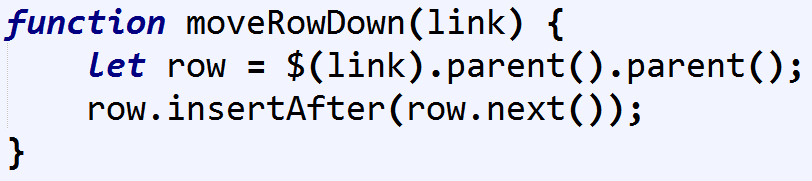 function moveRowDown(link) {
    let row = $(link).parent().parent();
    row.insertAfter(row.next());
}